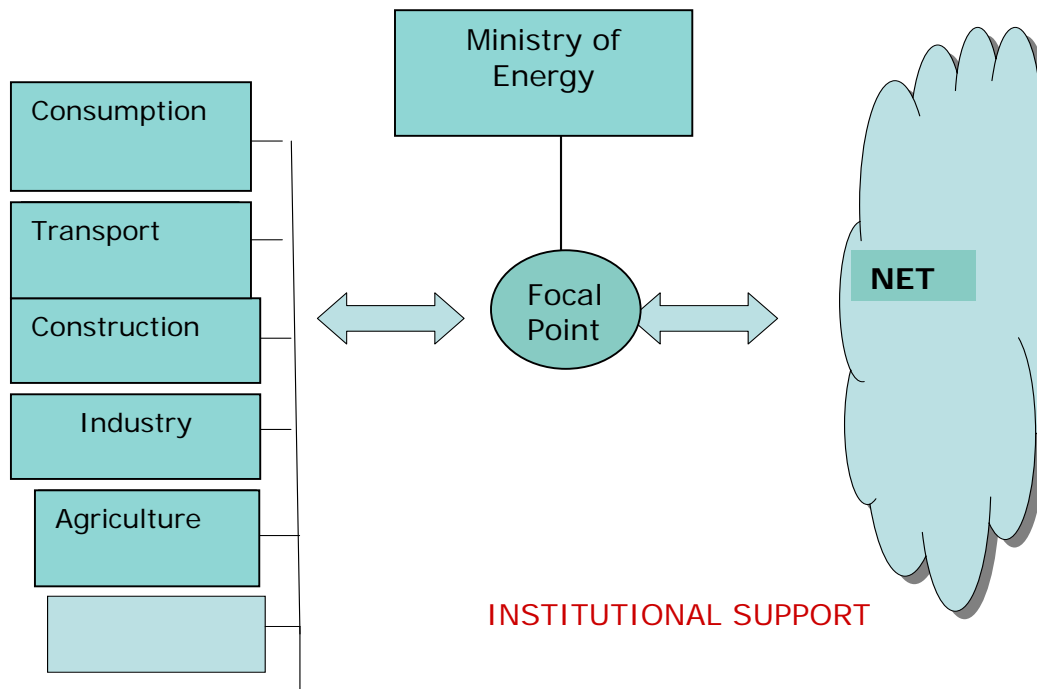 Ministry of
Energy
Consumption
Transport
Construction
Industry
Agriculture
Focal
Point
NET
INSTITUTIONAL SUPPORT